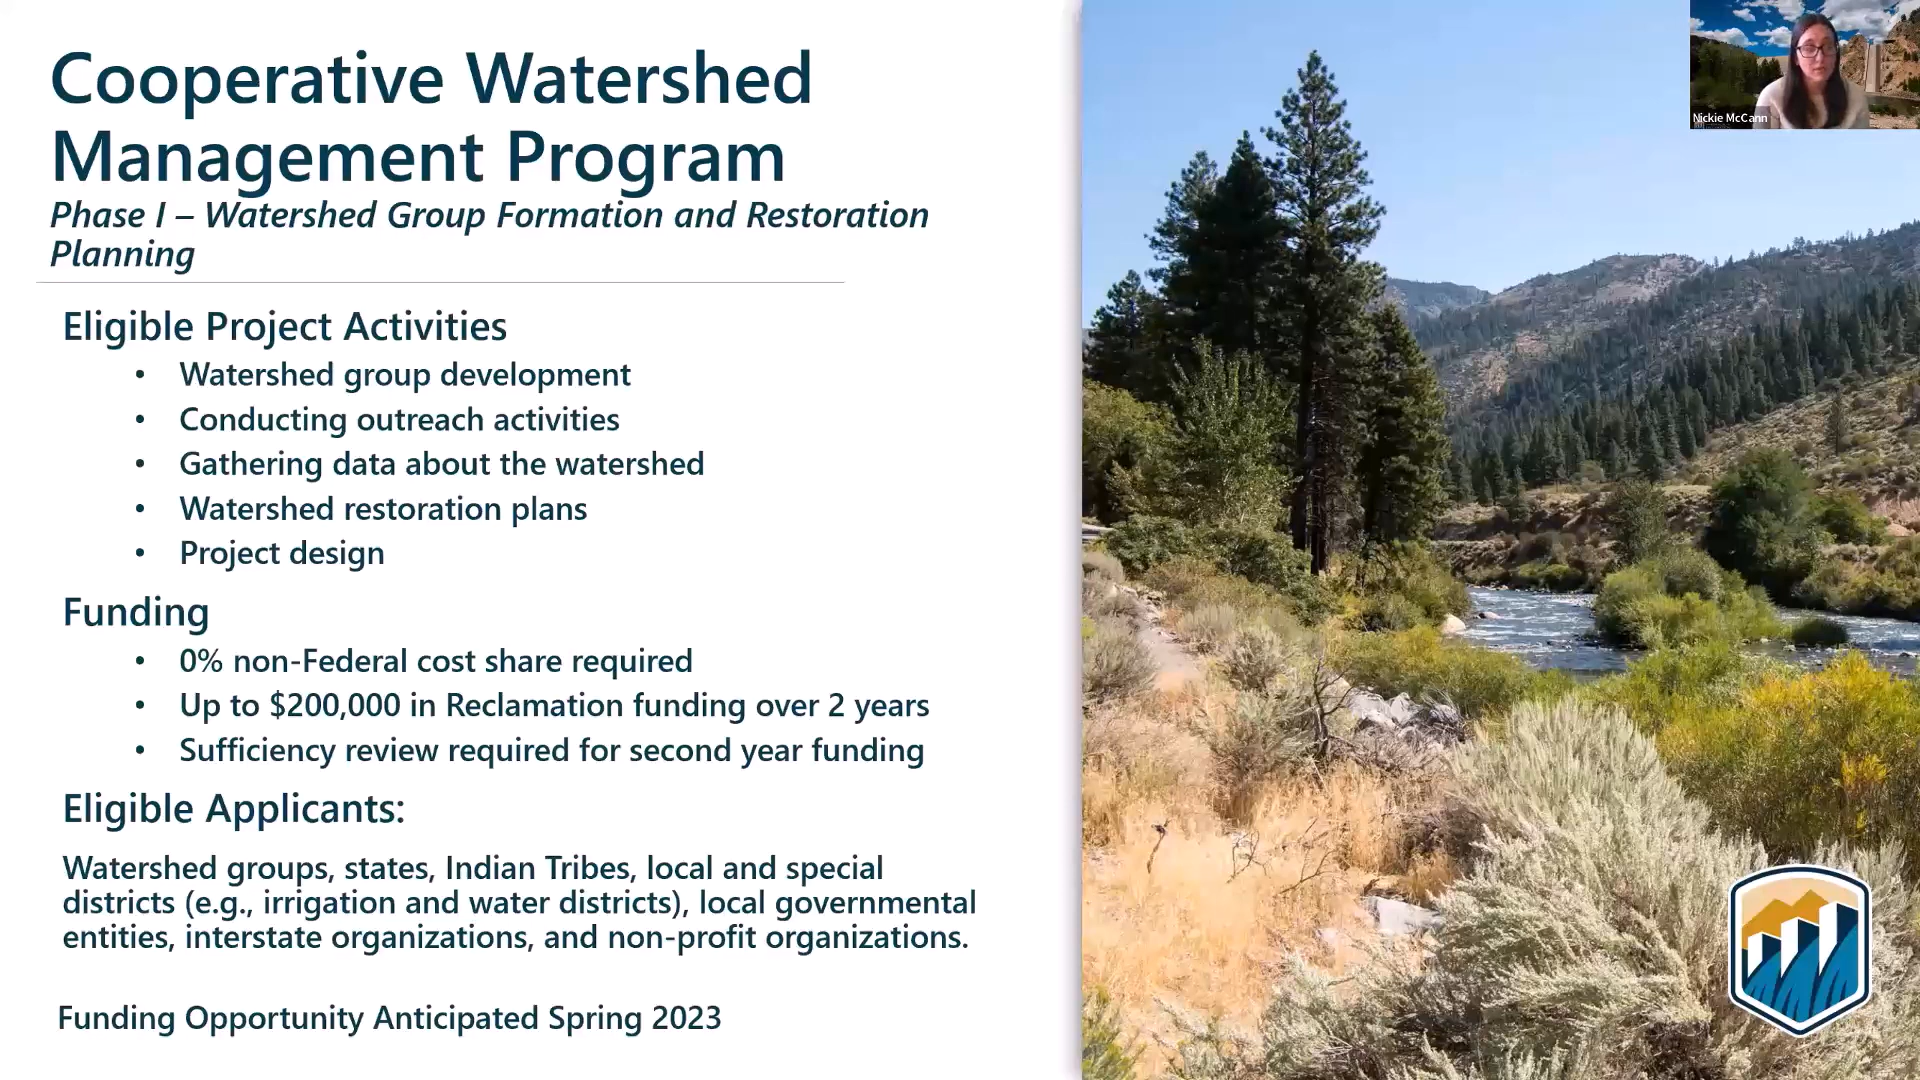 Cooperative Watershed
Management Program
Phase I – Watershed Group Formation and Restoration
Planning
Eligible Project Activities
• Watershed group development
• Conducting outreach activities
• Gathering data about the watershed
• Watershed restoration plans
• Project design
Funding
• 0% non-Federal cost share required
• Up to $200,000 in Reclamation funding over 2 years
• Sufficiency review required for second year funding
Eligible Applicants:
Watershed groups, states, Indian Tribes, local and special
districts (e.g., irrigation and water districts), local governmental
entities, interstate organizations, and non-profit organizations.
Funding Opportunity Anticipated Spring 2023
Nickie McCann